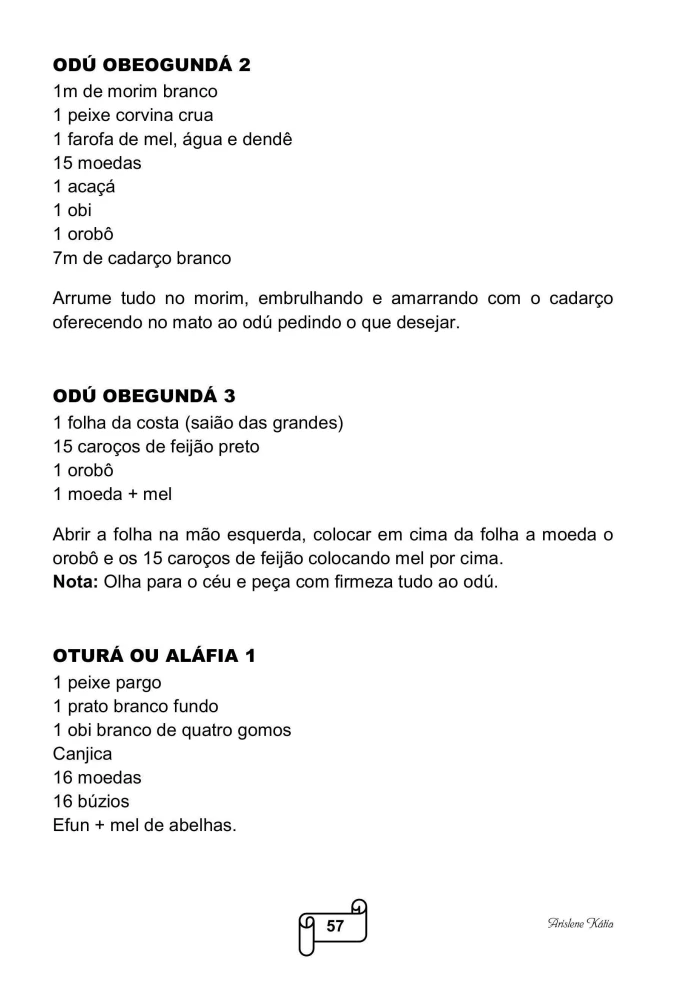 ODÚ OBEOGUNDÁ 2
1m de morim branco
1 peixe corvina crua
1 farofa de mel, água e dendê
15 moedas
1 acaçá
1 obi
1 orobô
7m de cadarço branco
Arrume tudo no morim, embrulhando e amarrando com o cadarço
oferecendo no mato ao odú pedindo o que desejar.
ODÚ OBEGUNDÁ 3
1 folha da costa (saião das grandes)
15 caroços de feijão preto
1 orobô
1 moeda + mel
Abrir a folha na mão esquerda, colocar em cima da folha a moeda o
orobô e os 15 caroços de feijão colocando mel por cima.
Nota: Olha para o céu e peça com firmeza tudo ao odú.
OTURÁ OU ALÁFIA 1
1 peixe pargo
1 prato branco fundo
1 obi branco de quatro gomos
Canjica
16 moedas
16 búzios
Efun + mel de abelhas.
57
Arislene Kátia